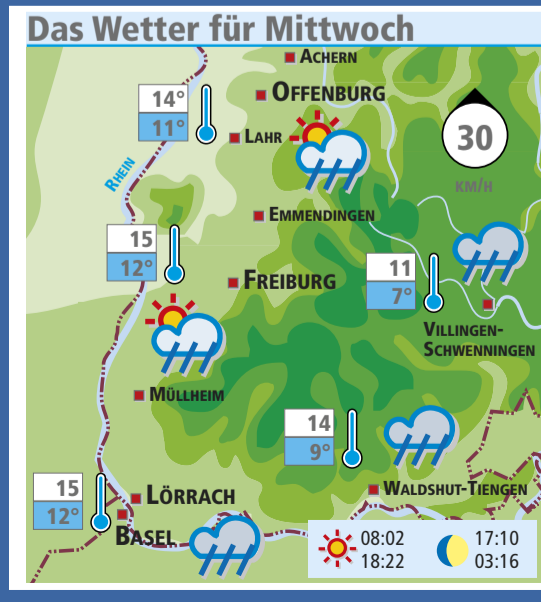 Das Wetter für Mittwoch
ACHERN
14°
11°
OFFENBURG
LAHR
30
KM/H
RHEIN
EMMENDINGEN
15
12°
FREIBURG
11
7°
VILLINGEN-
SCHWENNINGEN
MÜLLHEIM
14
9°
15
12°
LÖRRACH
BASEL
WALDSHUT-TIENGEN
08:02
18:22
17:10
03:16